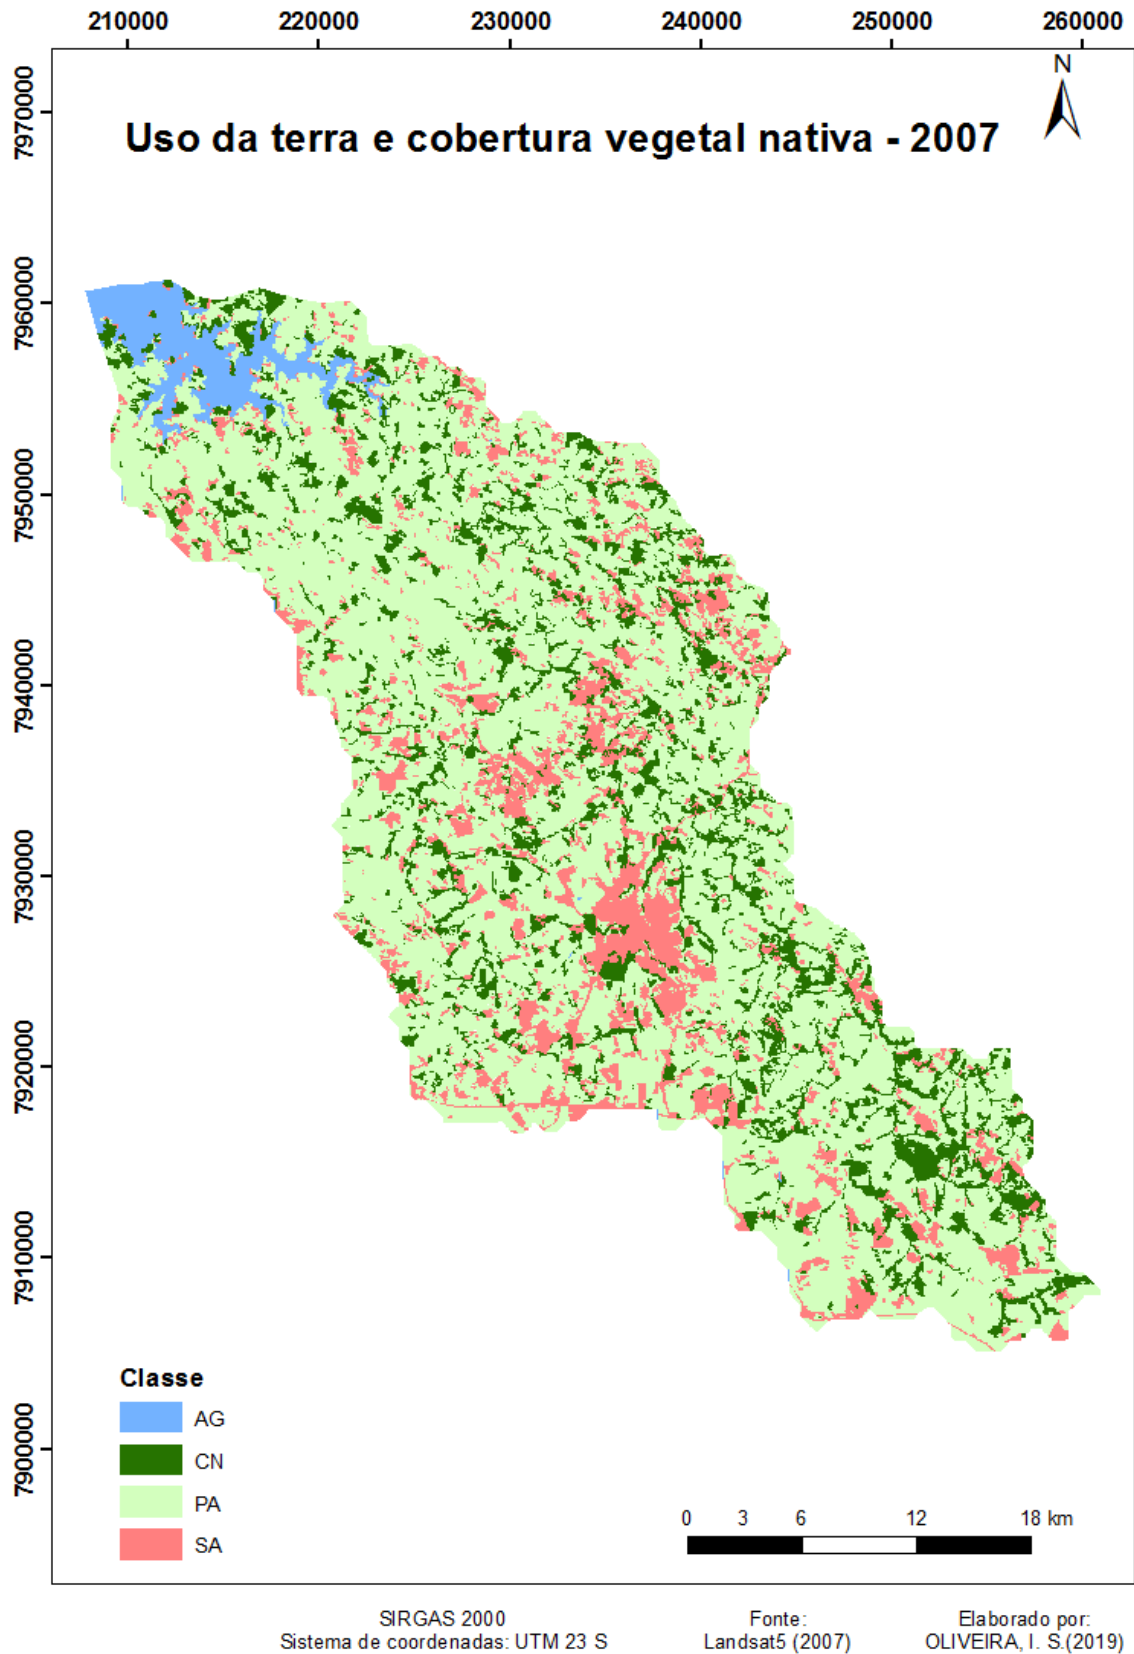 210000 220000 230000 240000 250000 260000
N
Uso da terra e cobertura vegetal nativa - 2007
7970000
7960000
7950000
7940000
7930000
7920000
7910000
7900000
Classe
AG
CN
PA
SA
0 3 6 12 18 km
SIRGAS 2000
Sistema de coordenadas: UTM 23 S
Fonte:
Landsat5 (2007)
Elaborado por:
OLIVEIRA, I. S.(2019)